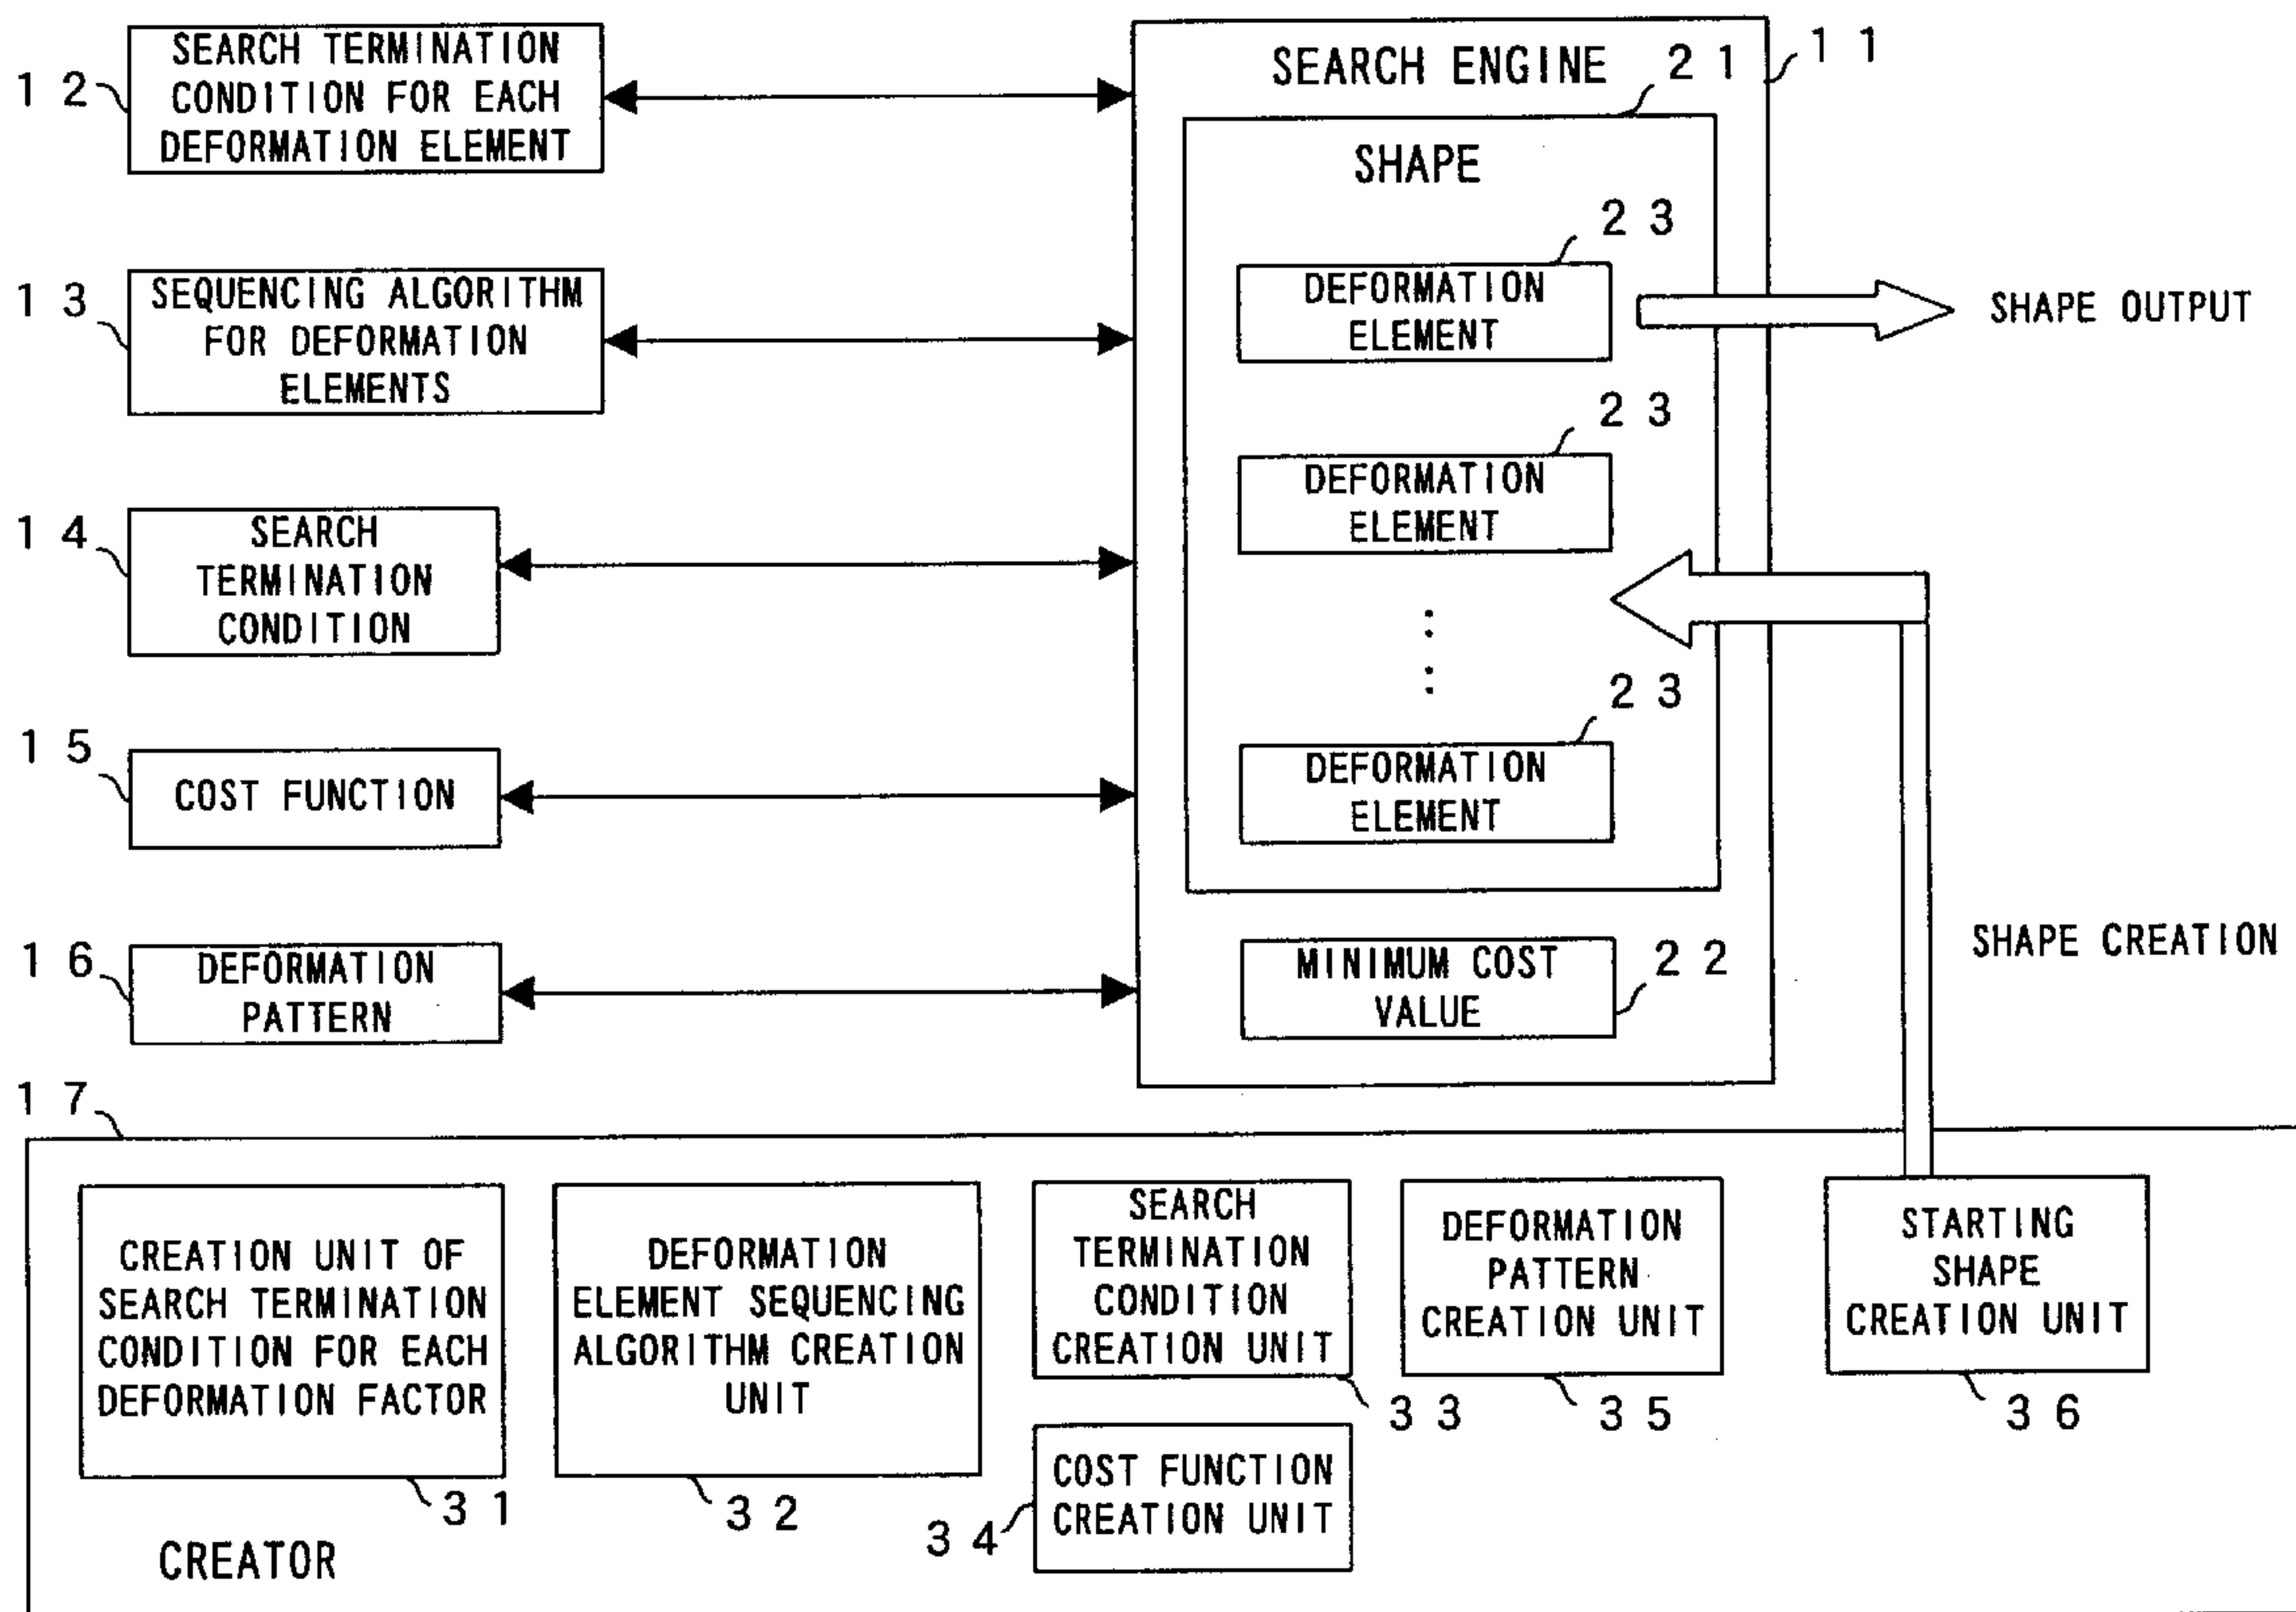 1 2
SEARCH TERMINATION
CONDITION FOR EACH
DEFORMATION ELEMENT
1 3
SEQUENCING ALGORITHM
FOR DEFORMATION
ELEMENTS
1 4
SEARCH
TERMINATION
CONDITION
1 5
COST FUNCTION
1 6
DEFORMATION
PATTERN
SEARCH ENGINE
2 1
1 1
SHAPE
2 3
DEFORMATION
ELEMENT
SHAPE OUTPUT
2 3
DEFORMATION
ELEMENT
2 3
DEFORMATION
ELEMENT
MINIMUM COST
VALUE
2 2
SHAPE CREATION
1 7
CREATION UNIT OF
SEARCH TERMINATION
CONDITION FOR EACH
DEFORMATION FACTOR
3 1
DEFORMATION
ELEMENT SEQUENCING
ALGORITHM CREATION
UNIT
3 2
SEARCH
TERMINATION
CONDITION
CREATION UNIT
3 3
COST FUNCTION
CREATION UNIT
3 4
DEFORMATION
PATTERN
CREATION UNIT
3 5
STARTING
SHAPE
CREATION UNIT
3 6
CREATOR